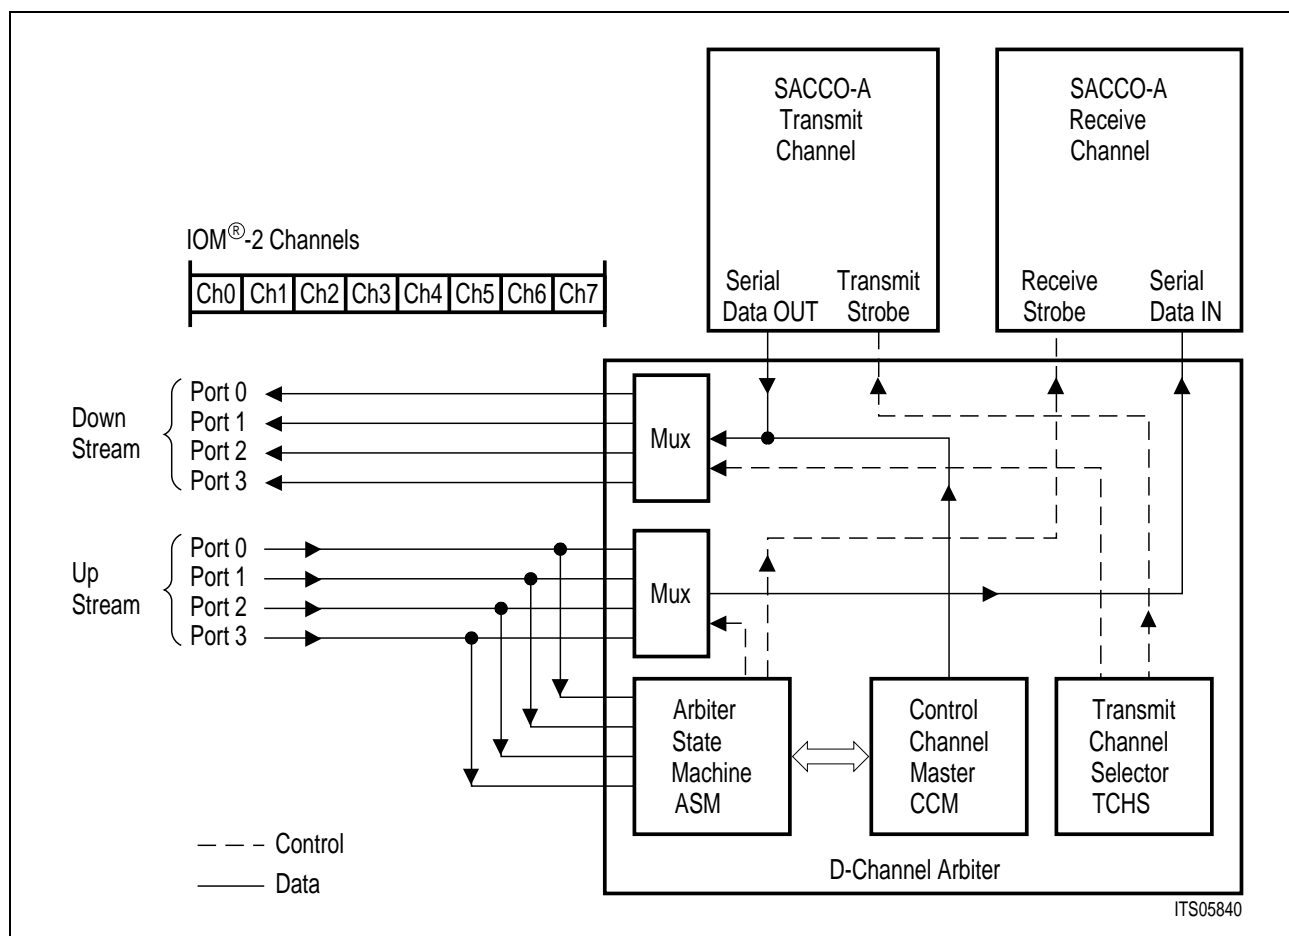 SACCO-A
Transmit
Channel
SACCO-A
Receive
Channel
IOM®-2 Channels
Ch0 Ch1 Ch2 Ch3 Ch4 Ch5 Ch6 Ch7
Serial
Data OUT
Transmit
Strobe
Receive
Strobe
Serial
Data IN
Down
Stream
Port 0
Port 1
Port 2
Port 3
Mux
Up
Stream
Port 0
Port 1
Port 2
Port 3
Mux
Arbiter
State
Machine
ASM
Control
Channel
Master
CCM
Transmit
Channel
Selector
TCHS
Control
Data
D-Channel Arbiter
ITS05840